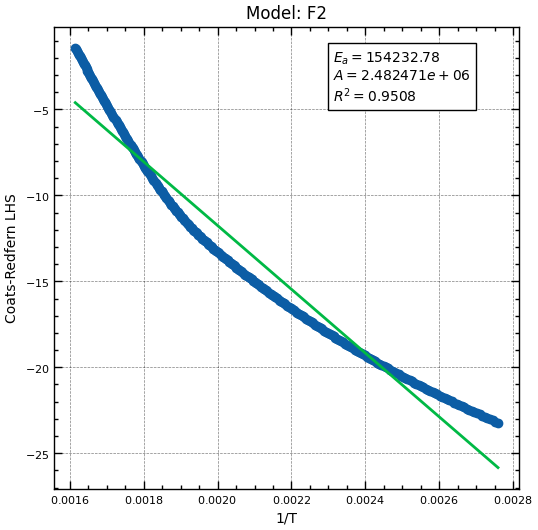 Model: F2
E_a = 154232.78
A = 2.482471e + 06
R² = 0.9508
Coats-Redfern LHS
−5
−10
−15
−20
−25
0.0016 0.0018 0.0020 0.0022 0.0024 0.0026 0.0028
1/T